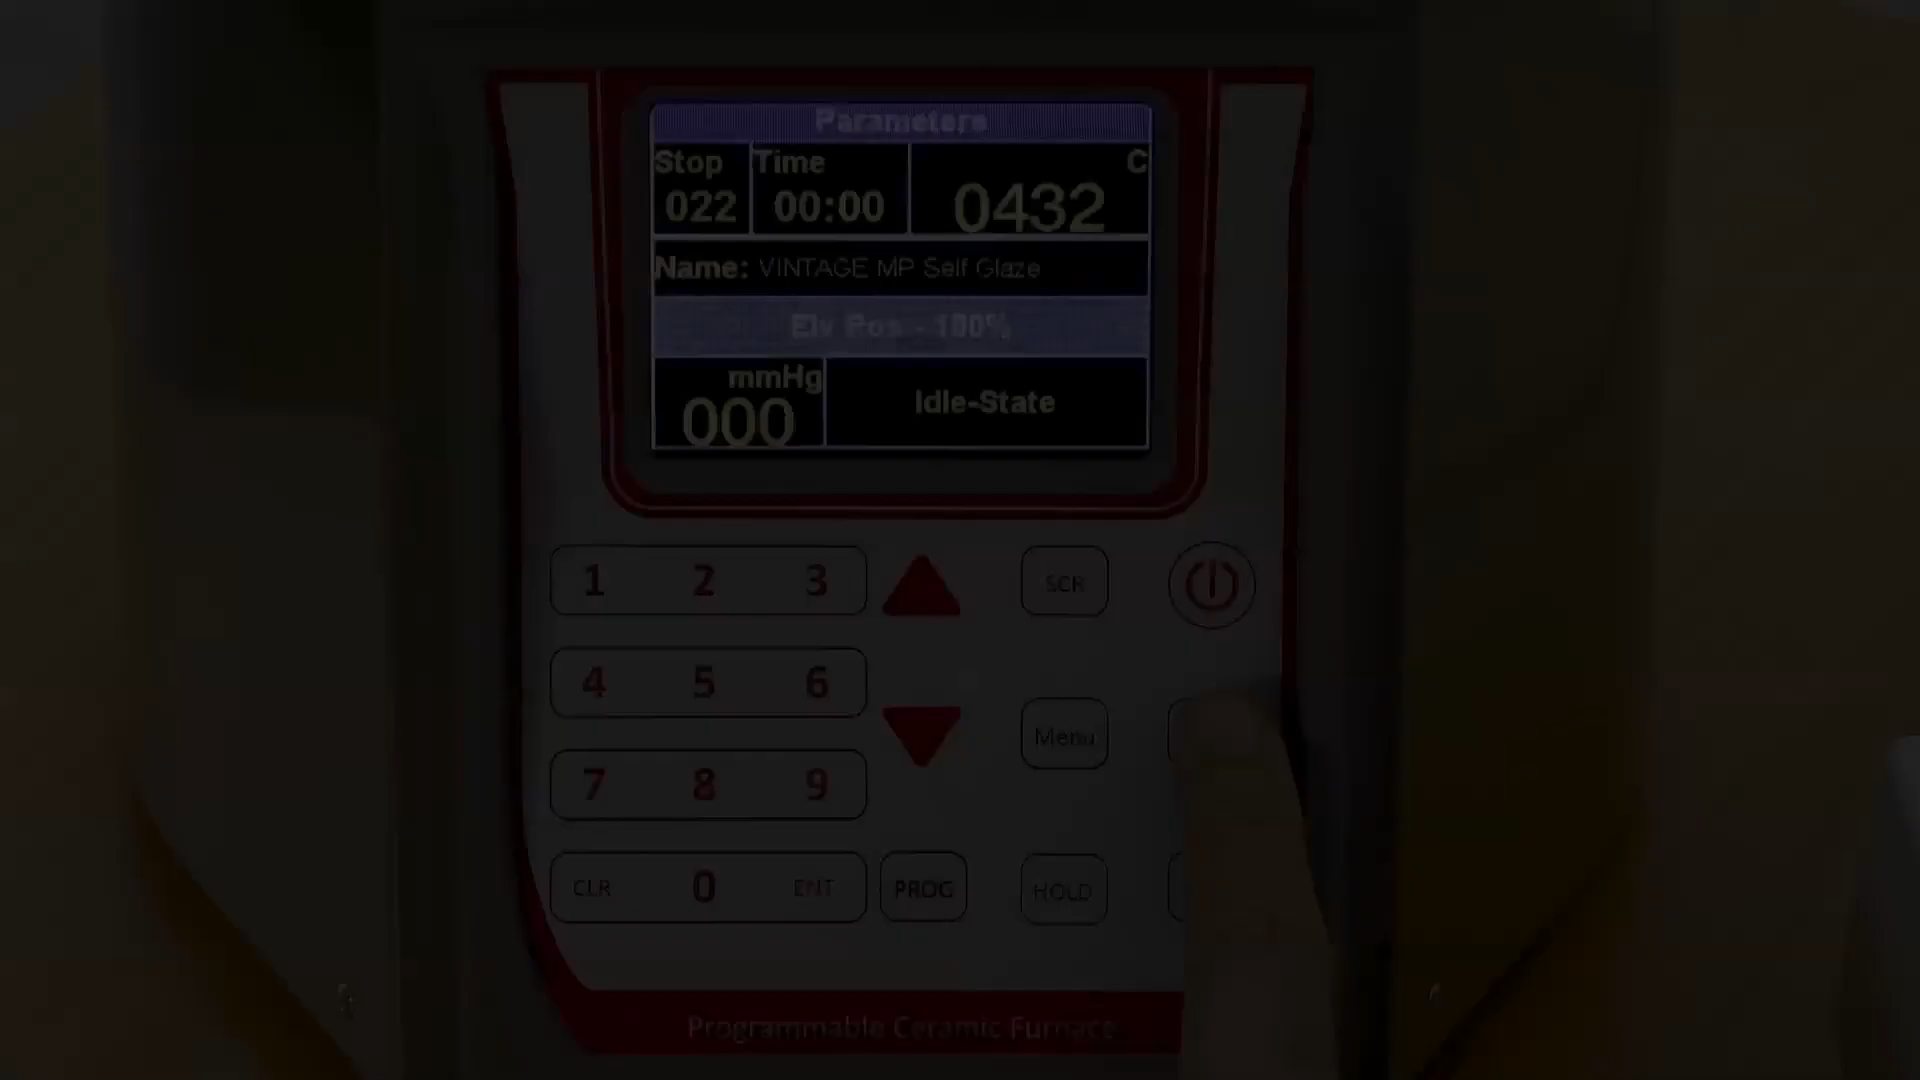 Parameters
Stop Time C
022 00:00 0432
Name: VINTAGE MP Self Glaze
Elv Pos - 100%
mmHg
000 Idle-State
1 2 3 SCR
4 5 6 Menu
7 8 9
CLR 0 ENT PROG HOLD
Programmable Ceramic Furnace